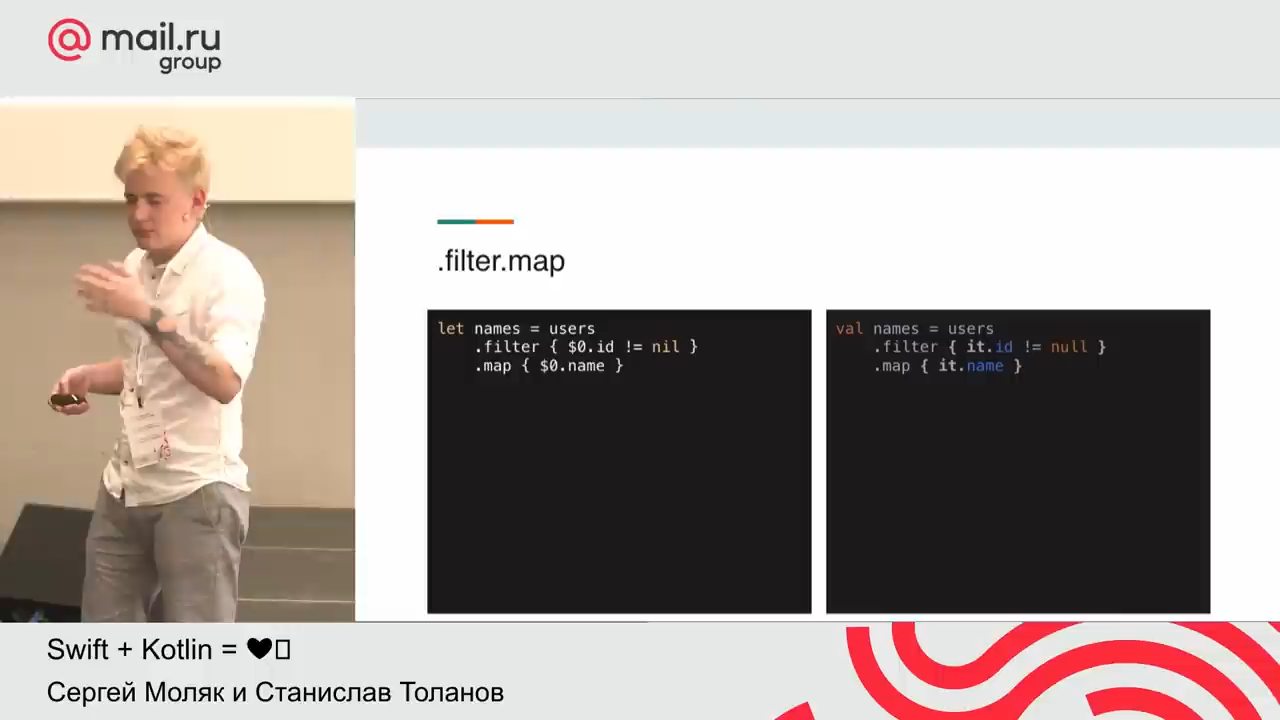 @ mail.ru
group
.filter.map
let names = users
.filter { $0.id != nil }
.map { $0.name }
val names = users
.filter { it.id != null }
.map { it.name }
Swift + Kotlin = ♥▯
Сергей Моляк и Станислав Толанов